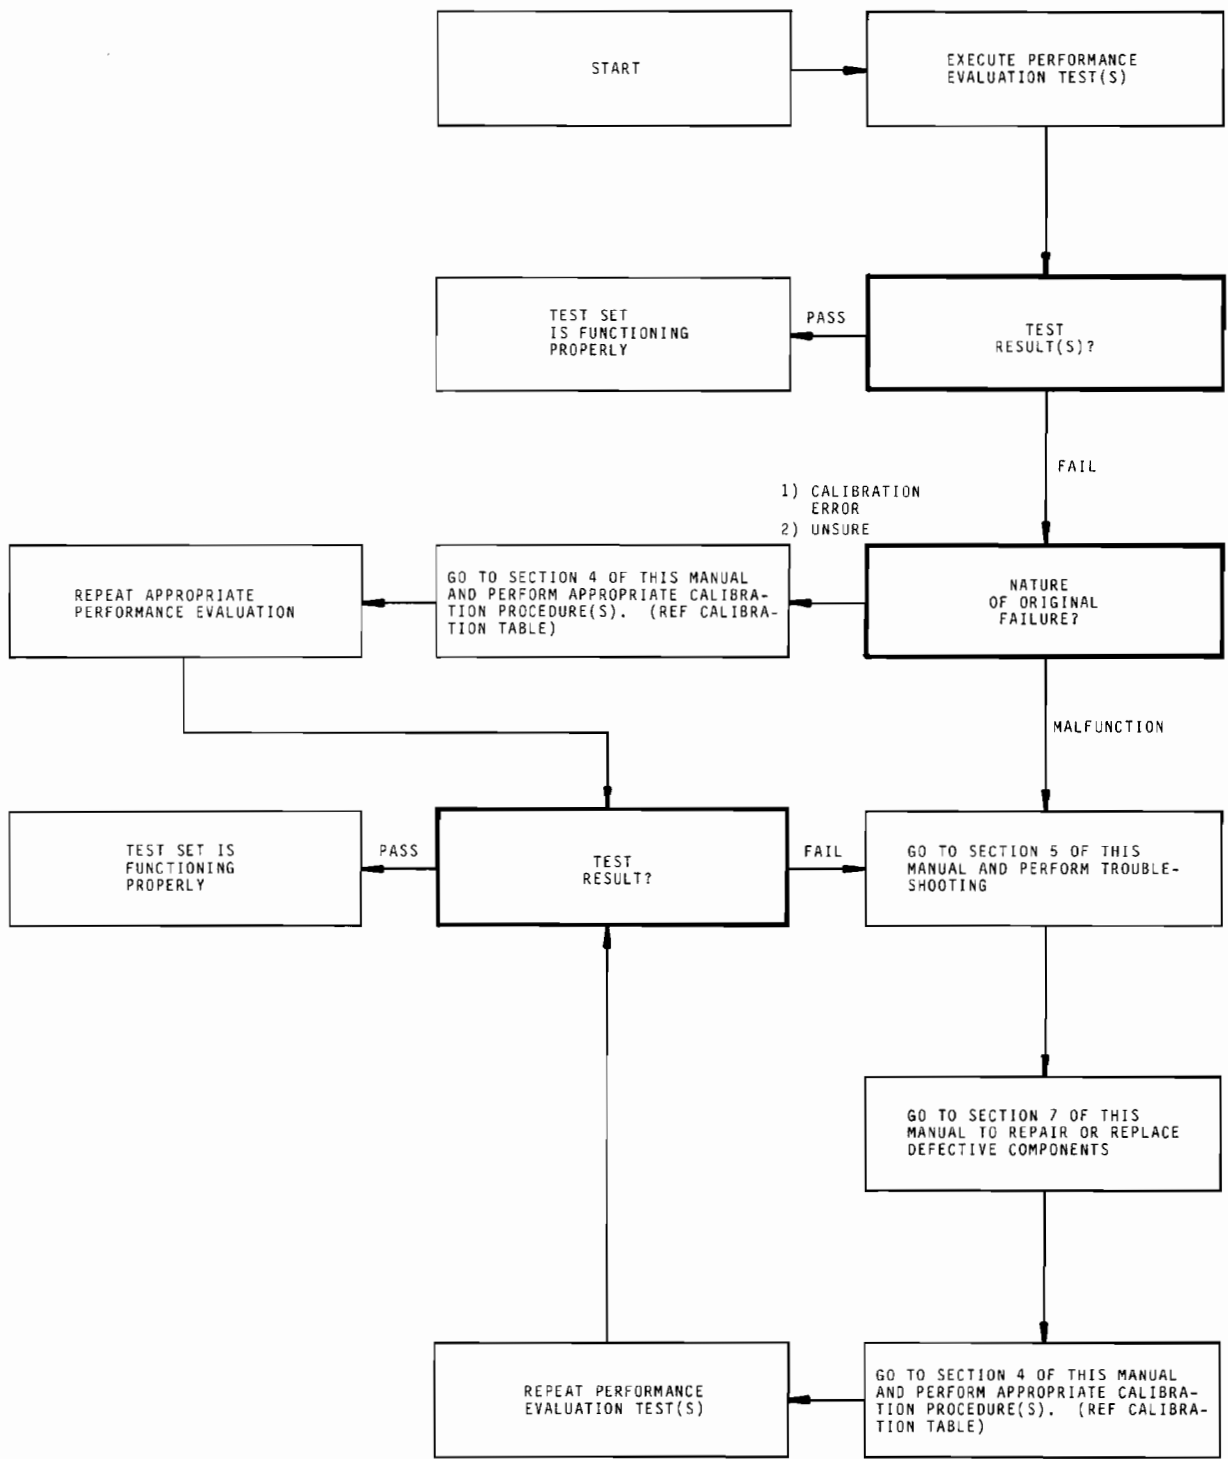 START
EXECUTE PERFORMANCE
EVALUATION TEST(S)
TEST SET
IS FUNCTIONING
PROPERLY
PASS
TEST
RESULT(S)?
FAIL
1) CALIBRATION
ERROR
2) UNSURE
REPEAT APPROPRIATE
PERFORMANCE EVALUATION
GO TO SECTION 4 OF THIS MANUAL
AND PERFORM APPROPRIATE CALIBRA-
TION PROCEDURE(S). (REF CALIBRA-
TION TABLE)
NATURE
OF ORIGINAL
FAILURE?
MALFUNCTION
TEST SET IS
FUNCTIONING
PROPERLY
PASS
TEST
RESULT?
FAIL
GO TO SECTION 5 OF THIS
MANUAL AND PERFORM TROUBLE-
SHOOTING
GO TO SECTION 7 OF THIS
MANUAL TO REPAIR OR REPLACE
DEFECTIVE COMPONENTS
REPEAT PERFORMANCE
EVALUATION TEST(S)
GO TO SECTION 4 OF THIS MANUAL
AND PERFORM APPROPRIATE CALIBRA-
TION PROCEDURE(S). (REF CALIBRA-
TION TABLE)